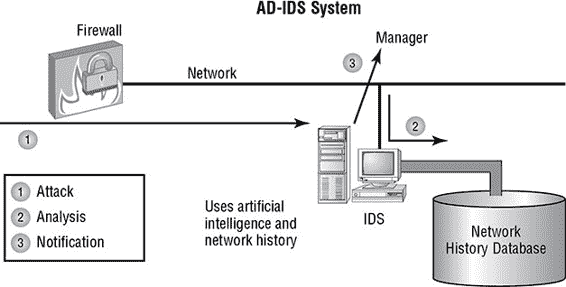 AD-IDS System
Firewall
Manager
3
Network
1
2
1 Attack
2 Analysis
3 Notification
Uses artificial
intelligence and
network history
IDS
Network
History Database